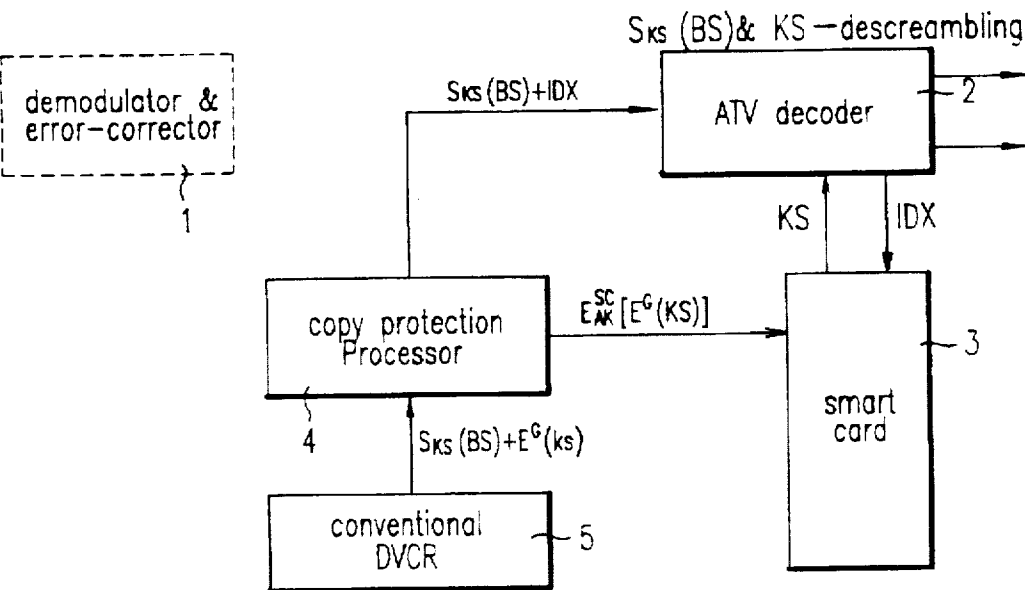 SKS (BS)& KS-descreambling
demodulator &
error-corrector
1
SKS(BS)+IDX
ATV decoder
2
KS
IDX
copy protection
Processor
4
E^SC_AK[E^G(KS)]
smart
card
3
SKS(BS)+E^G(ks)
conventional
DVCR
5